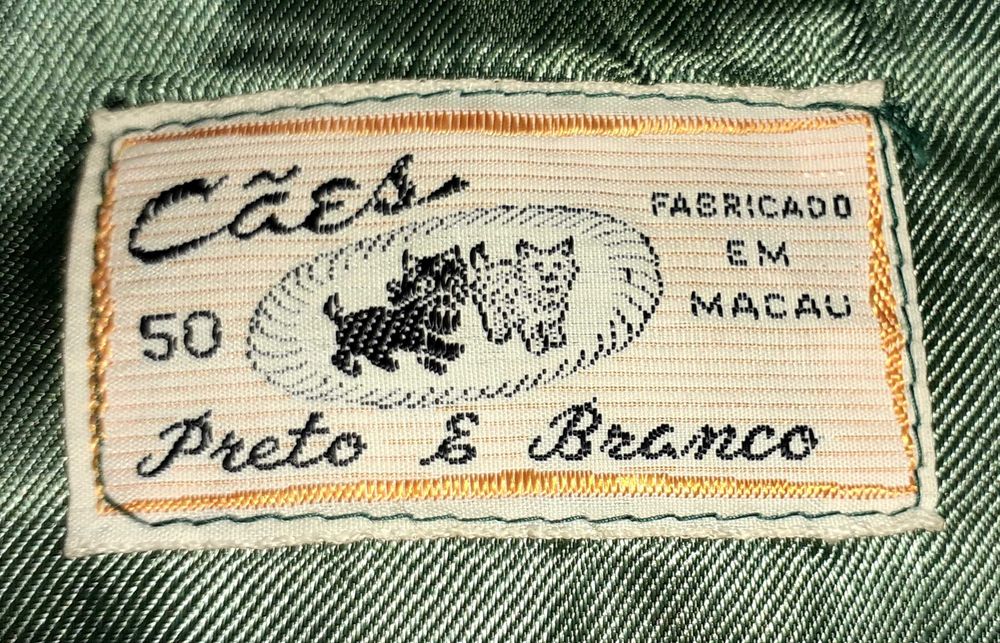 Cães
FABRICADO
EM
MACAU
50
Preto & Branco